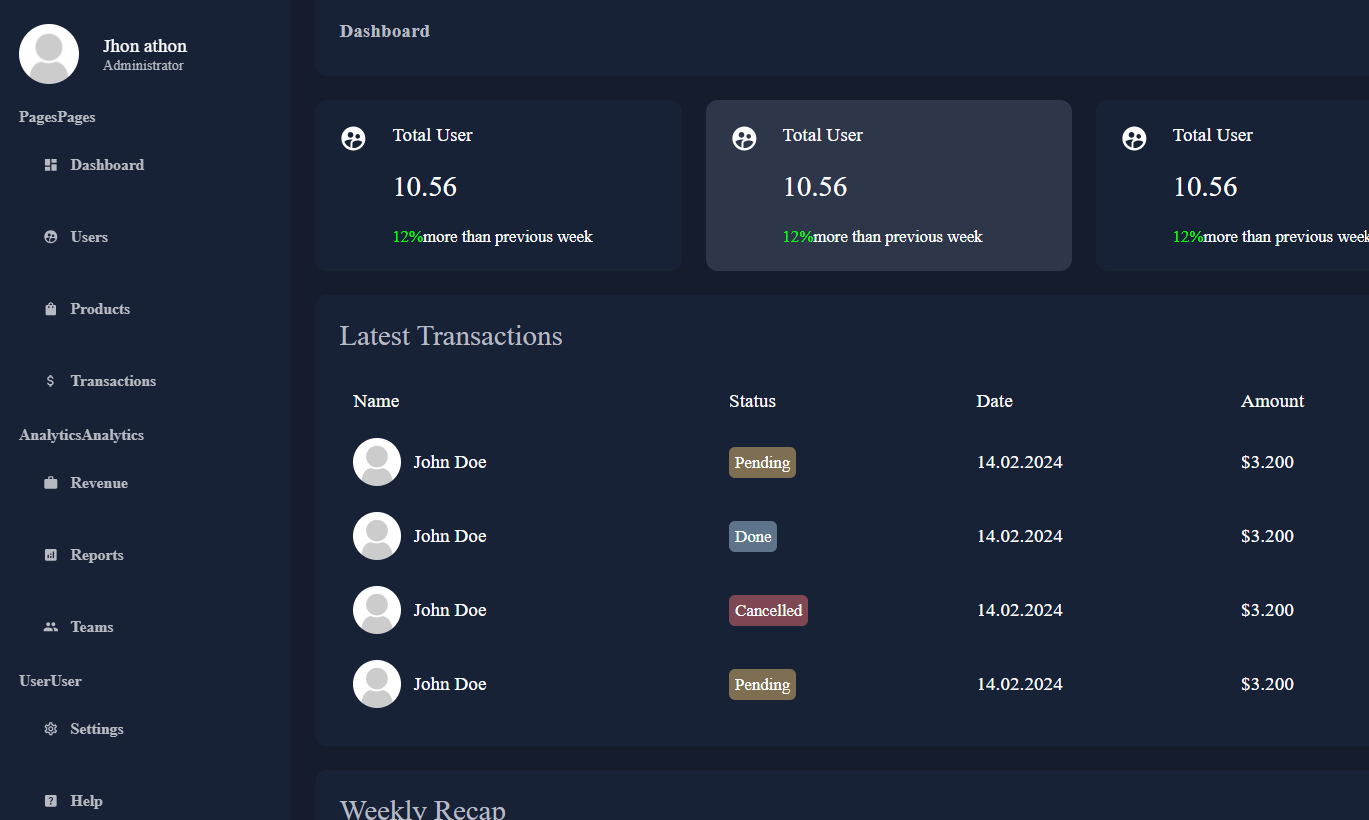 Jhon athon
Administrator
PagesPages
Dashboard
Users
Products
$ Transactions
AnalyticsAnalytics
Revenue
Reports
Teams
UserUser
Settings
? Help
Dashboard
Total User
10.56
12%more than previous week
Total User
10.56
12%more than previous week
Total User
10.56
12%more than previous week
Latest Transactions
Name Status Date Amount
John Doe Pending 14.02.2024 $3.200
John Doe Done 14.02.2024 $3.200
John Doe Cancelled 14.02.2024 $3.200
John Doe Pending 14.02.2024 $3.200
Weekly Recap